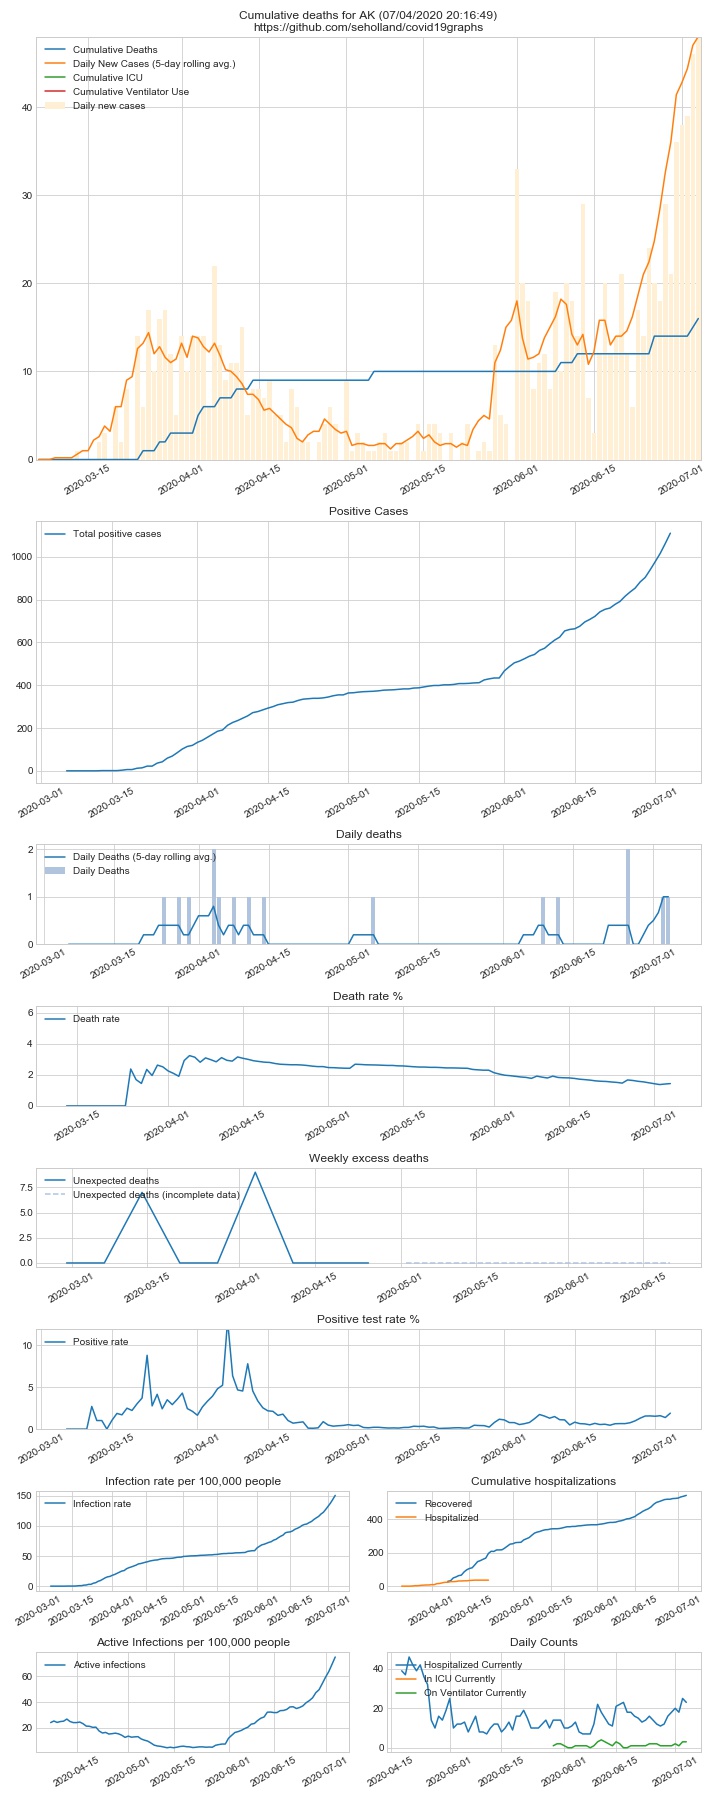 Cumulative deaths for AK (07/04/2020 20:16:49)
https://github.com/seholland/covid19graphs
Cumulative Deaths
Daily New Cases (5-day rolling avg.)
Cumulative ICU
Cumulative Ventilator Use
Daily new cases
40
30
20
10
0
2020-03-15 2020-04-01 2020-04-15 2020-05-01 2020-05-15 2020-06-01 2020-06-15 2020-07-01
Positive Cases
Total positive cases
1000
800
600
400
200
0
2020-03-01 2020-03-15 2020-04-01 2020-04-15 2020-05-01 2020-05-15 2020-06-01 2020-06-15 2020-07-01
Daily deaths
2
Daily Deaths (5-day rolling avg.)
Daily Deaths
1
0
2020-03-01 2020-03-15 2020-04-01 2020-04-15 2020-05-01 2020-05-15 2020-06-01 2020-06-15 2020-07-01
Death rate %
6
Death rate
4
2
0
2020-03-15 2020-04-01 2020-04-15 2020-05-01 2020-05-15 2020-06-01 2020-06-15 2020-07-01
Weekly excess deaths
Unexpected deaths
7.5
Unexpected deaths (incomplete data)
5.0
2.5
0.0
2020-03-01 2020-03-15 2020-04-01 2020-04-15 2020-05-01 2020-05-15 2020-06-01 2020-06-15
Positive test rate %
Positive rate
10
5
0
2020-03-01 2020-03-15 2020-04-01 2020-04-15 2020-05-01 2020-05-15 2020-06-01 2020-06-15 2020-07-01
Infection rate per 100,000 people
150
Infection rate
100
50
0
2020-03-01 2020-03-15 2020-04-01 2020-04-15 2020-05-01 2020-05-15 2020-06-01 2020-06-15 2020-07-01
Cumulative hospitalizations
Recovered
Hospitalized
400
200
0
2020-04-01 2020-04-15 2020-05-01 2020-05-15 2020-06-01 2020-06-15 2020-07-01
Active Infections per 100,000 people
Active infections
60
40
20
2020-04-15 2020-05-01 2020-05-15 2020-06-01 2020-06-15 2020-07-01
Daily Counts
Hospitalized Currently
In ICU Currently
On Ventilator Currently
40
20
0
2020-04-15 2020-05-01 2020-05-15 2020-06-01 2020-06-15 2020-07-01